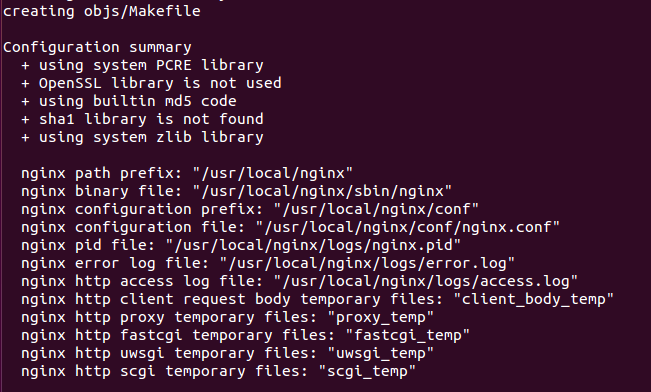 creating objs/Makefile
Configuration summary
+ using system PCRE library
+ OpenSSL library is not used
+ using builtin md5 code
+ sha1 library is not found
+ using system zlib library
nginx path prefix: "/usr/local/nginx"
nginx binary file: "/usr/local/nginx/sbin/nginx"
nginx configuration prefix: "/usr/local/nginx/conf"
nginx configuration file: "/usr/local/nginx/conf/nginx.conf"
nginx pid file: "/usr/local/nginx/logs/nginx.pid"
nginx error log file: "/usr/local/nginx/logs/error.log"
nginx http access log file: "/usr/local/nginx/logs/access.log"
nginx http client request body temporary files: "client_body_temp"
nginx http proxy temporary files: "proxy_temp"
nginx http fastcgi temporary files: "fastcgi_temp"
nginx http uwsgi temporary files: "uwsgi_temp"
nginx http scgi temporary files: "scgi_temp"